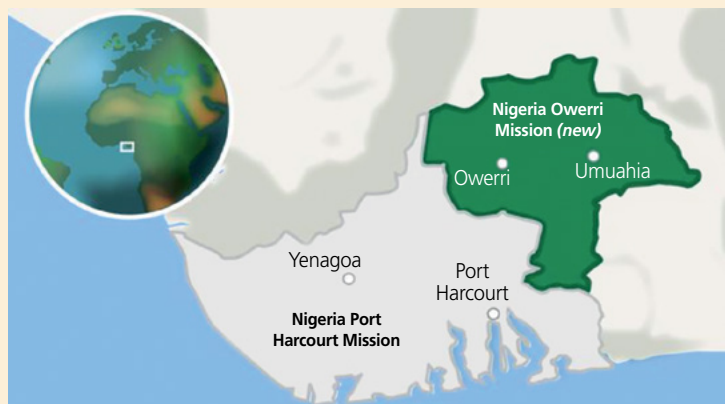 Nigeria Owerri
Mission (new)
Owerri
Umuahia
Yenagoa
Port
Harcourt
Nigeria Port
Harcourt Mission